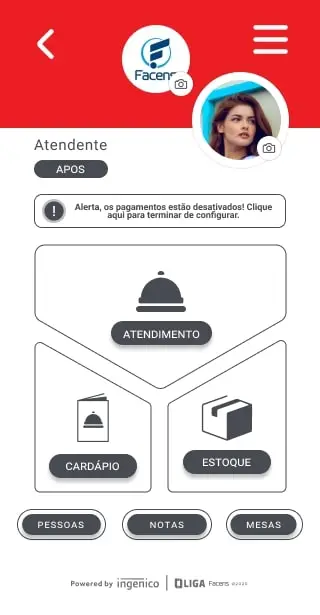 Facens
Atendente
APOS
!
Alerta, os pagamentos estão desativados! Clique
aqui para terminar de configurar.
ATENDIMENTO
CARDÁPIO
ESTOQUE
PESSOAS
NOTAS
MESAS
Powered by ingenico | LIGA Facens ©2020